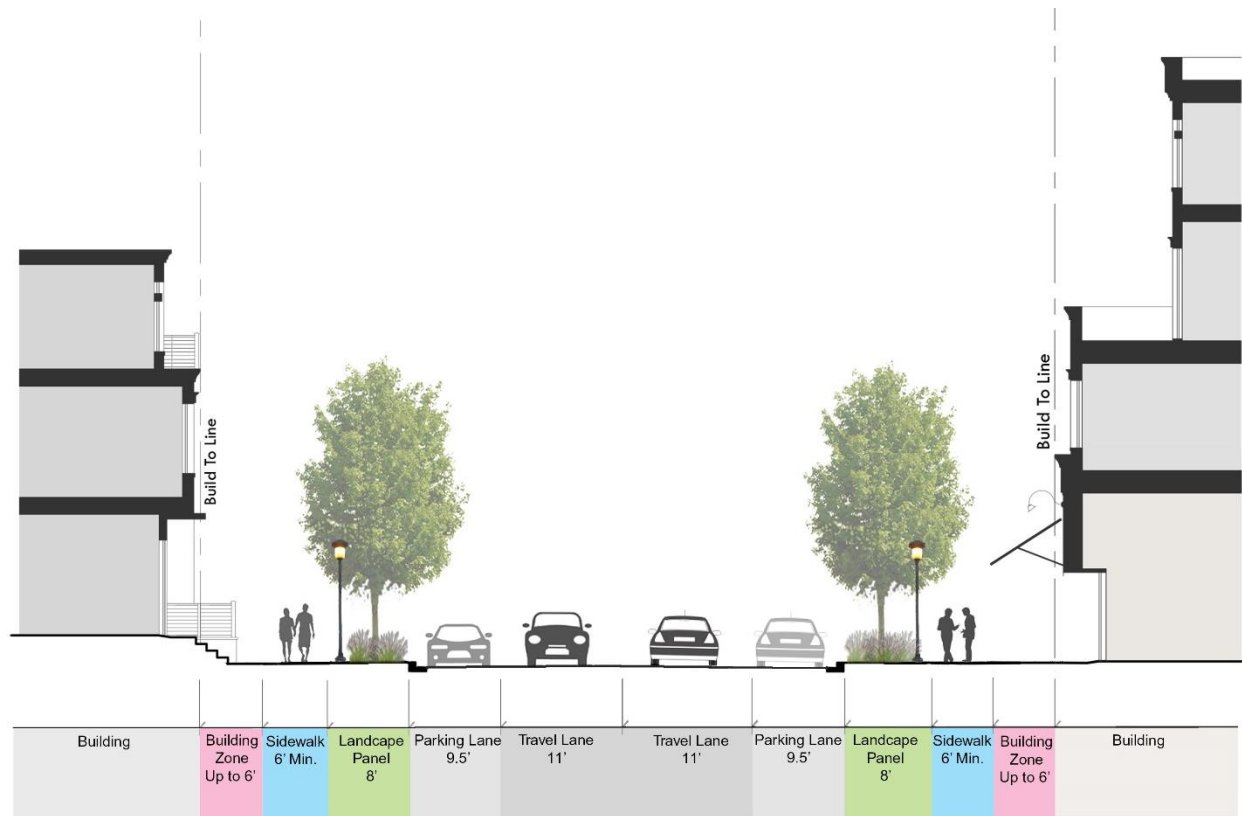 Build To Line
Build To Line
Building
Building
Zone
Up to 6'
Sidewalk
6' Min.
Landscape
Panel
8'
Parking Lane
9.5'
Travel Lane
11'
Travel Lane
11'
Parking Lane
9.5'
Landscape
Panel
8'
Sidewalk
6' Min.
Building
Zone
Up to 6'
Building